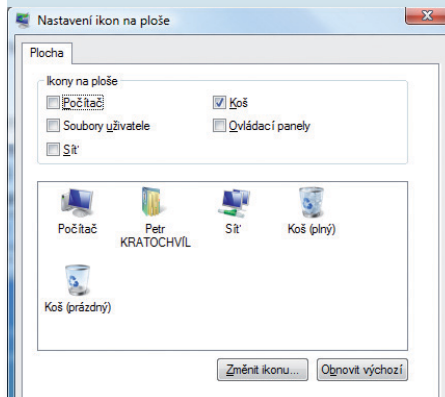 Nastavení ikon na ploše
Plocha
Ikony na ploše
Počítač
Koš
Soubory uživatele
Ovládací panely
Síť
Počítač
Petr
KRATOCHVÍL
Síť
Koš (plný)
Koš (prázdný)
Změnit ikonu...
Obnovit výchozí